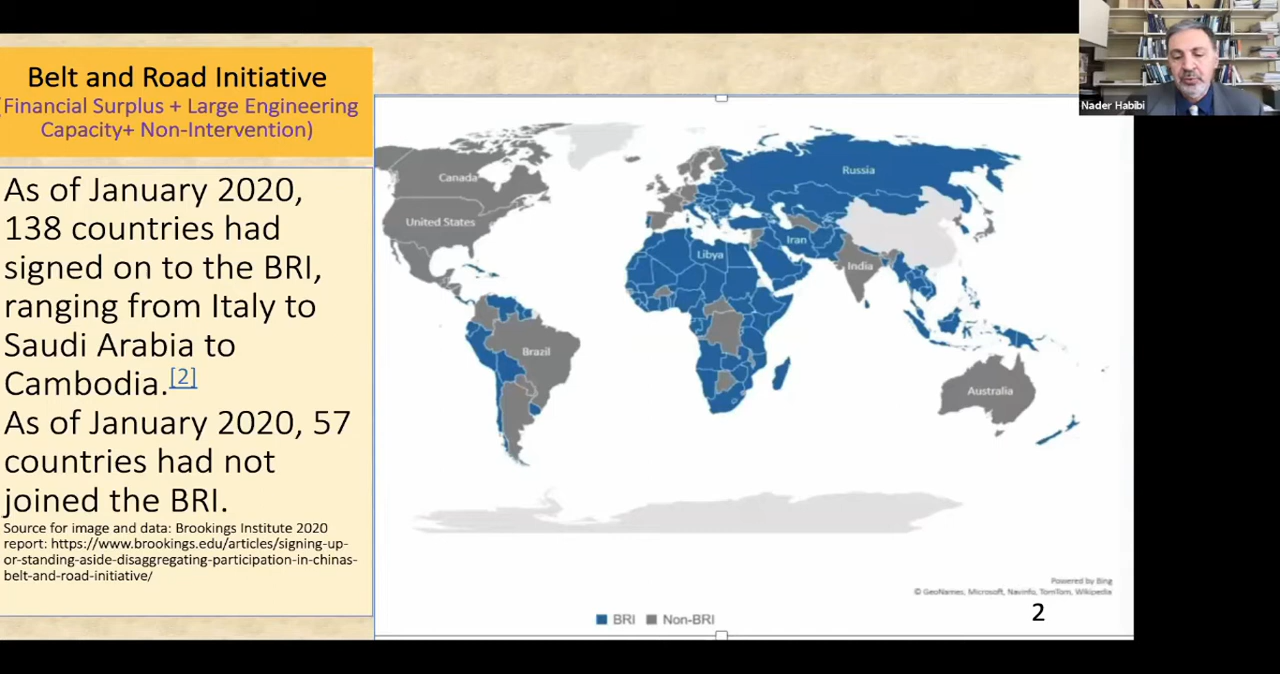 Belt and Road Initiative
(Financial Surplus + Large Engineering
Capacity+ Non-Intervention)
As of January 2020,
138 countries had
signed on to the BRI,
ranging from Italy to
Saudi Arabia to
Cambodia.[2]
As of January 2020, 57
countries had not
joined the BRI.
Source for image and data: Brookings Institute 2020
report: https://www.brookings.edu/articles/signing-up-
or-standing-aside-disaggregating-participation-in-chinas-
belt-and-road-initiative/
Canada
United States
Brazil
Russia
Iran
Libya
India
Australia
Powered by Bing
© GeoNames, Microsoft, Navinfo, TomTom, Wikipedia
BRI
Non-BRI
2
Nader Habibi